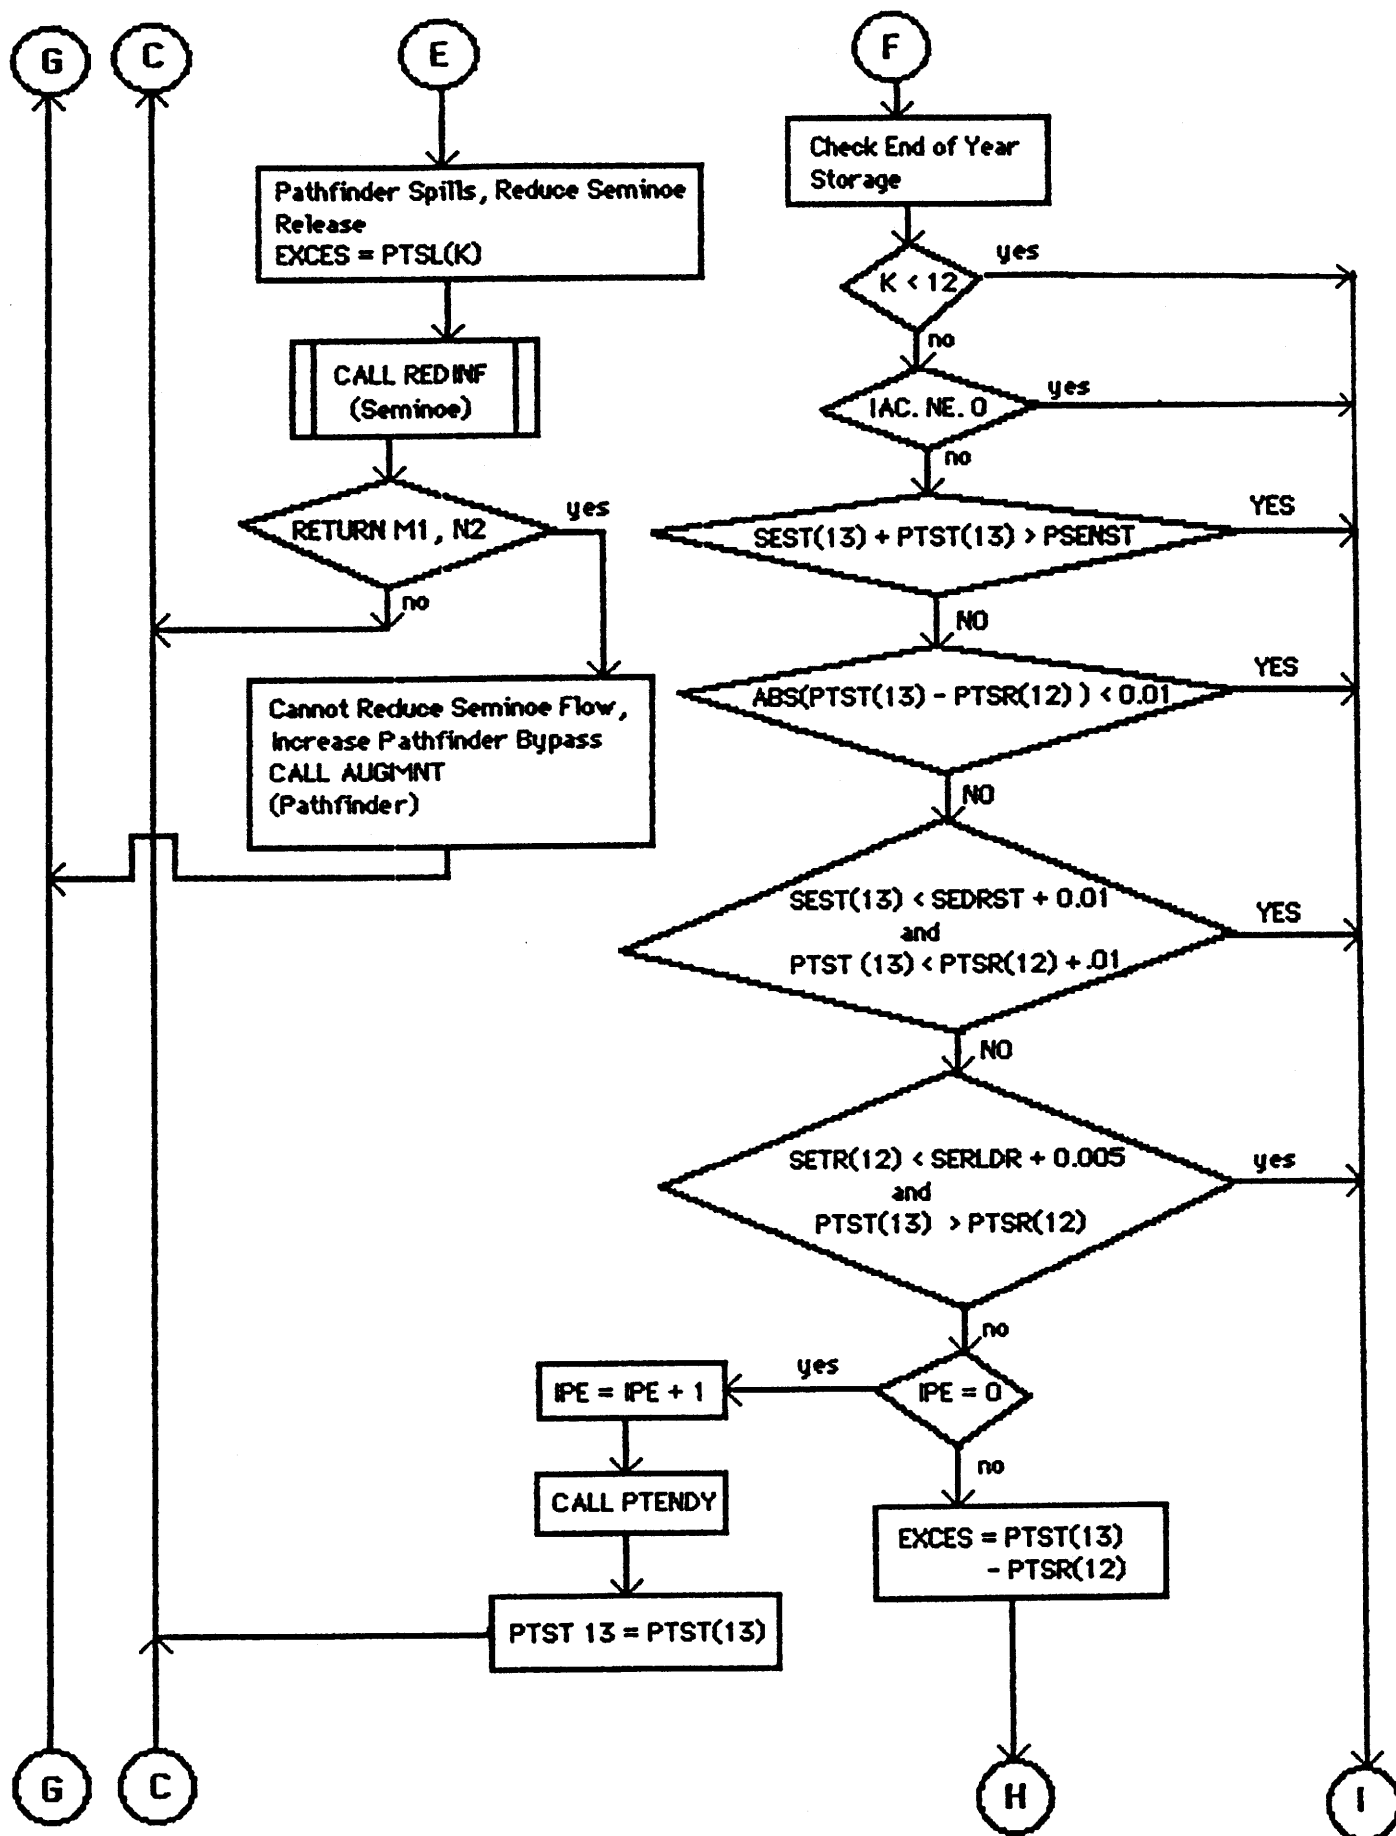 G
C
E
F
Pathfinder Spills, Reduce Seminoe
Release
EXCES = PTSL(K)
CALL REDINF
(Seminoe)
RETURN M1, N2
yes
no
Cannot Reduce Seminoe Flow,
Increase Pathfinder Bypass
CALL AUGMNT
(Pathfinder)
Check End of Year
Storage
K < 12
yes
no
IAC. NE. 0
yes
no
SEST(13) + PTST(13) > PSENST
YES
NO
ABS(PTST(13) - PTSR(12)) < 0.01
YES
NO
SEST(13) < SEDRST + 0.01
and
PTST (13) < PTSR(12) + .01
YES
NO
SETR(12) < SERLDR + 0.005
and
PTST(13) > PTSR(12)
yes
no
IPE = 0
yes
no
IPE = IPE + 1
CALL PTENDY
PTST 13 = PTST(13)
EXCES = PTST(13)
- PTSR(12)
G
C
H
I